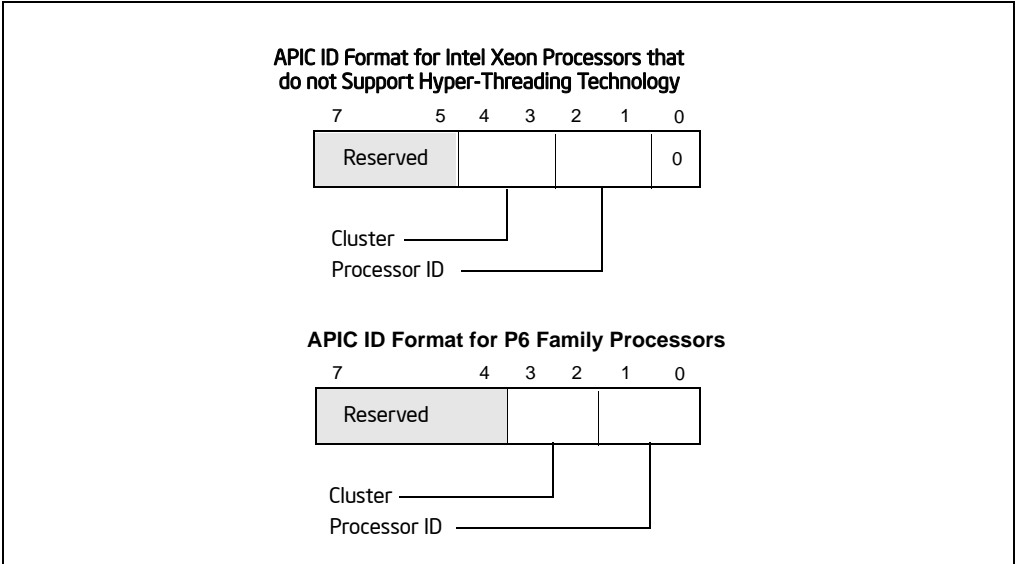 APIC ID Format for Intel Xeon Processors that
do not Support Hyper-Threading Technology
7 5 4 3 2 1 0
Reserved 0
Cluster
Processor ID
APIC ID Format for P6 Family Processors
7 4 3 2 1 0
Reserved
Cluster
Processor ID